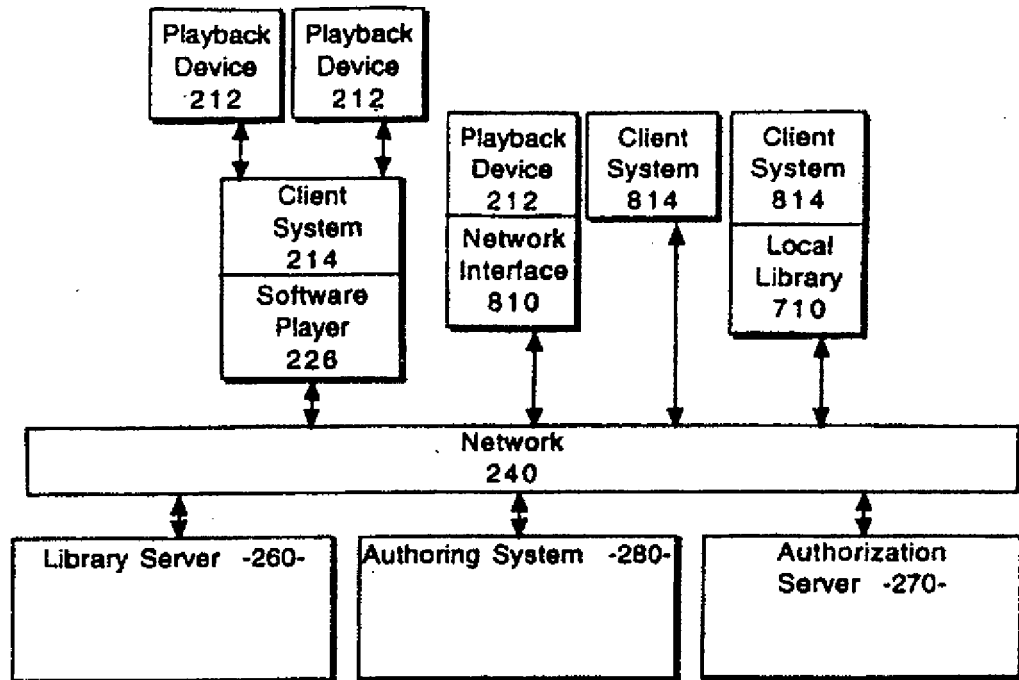 Playback
Device
212
Playback
Device
212
Client
System
214
Software
Player
226
Playback
Device
212
Network
Interface
810
Client
System
814
Client
System
814
Local
Library
710
Network
240
Library Server -260-
Authoring System -280-
Authorization
Server -270-